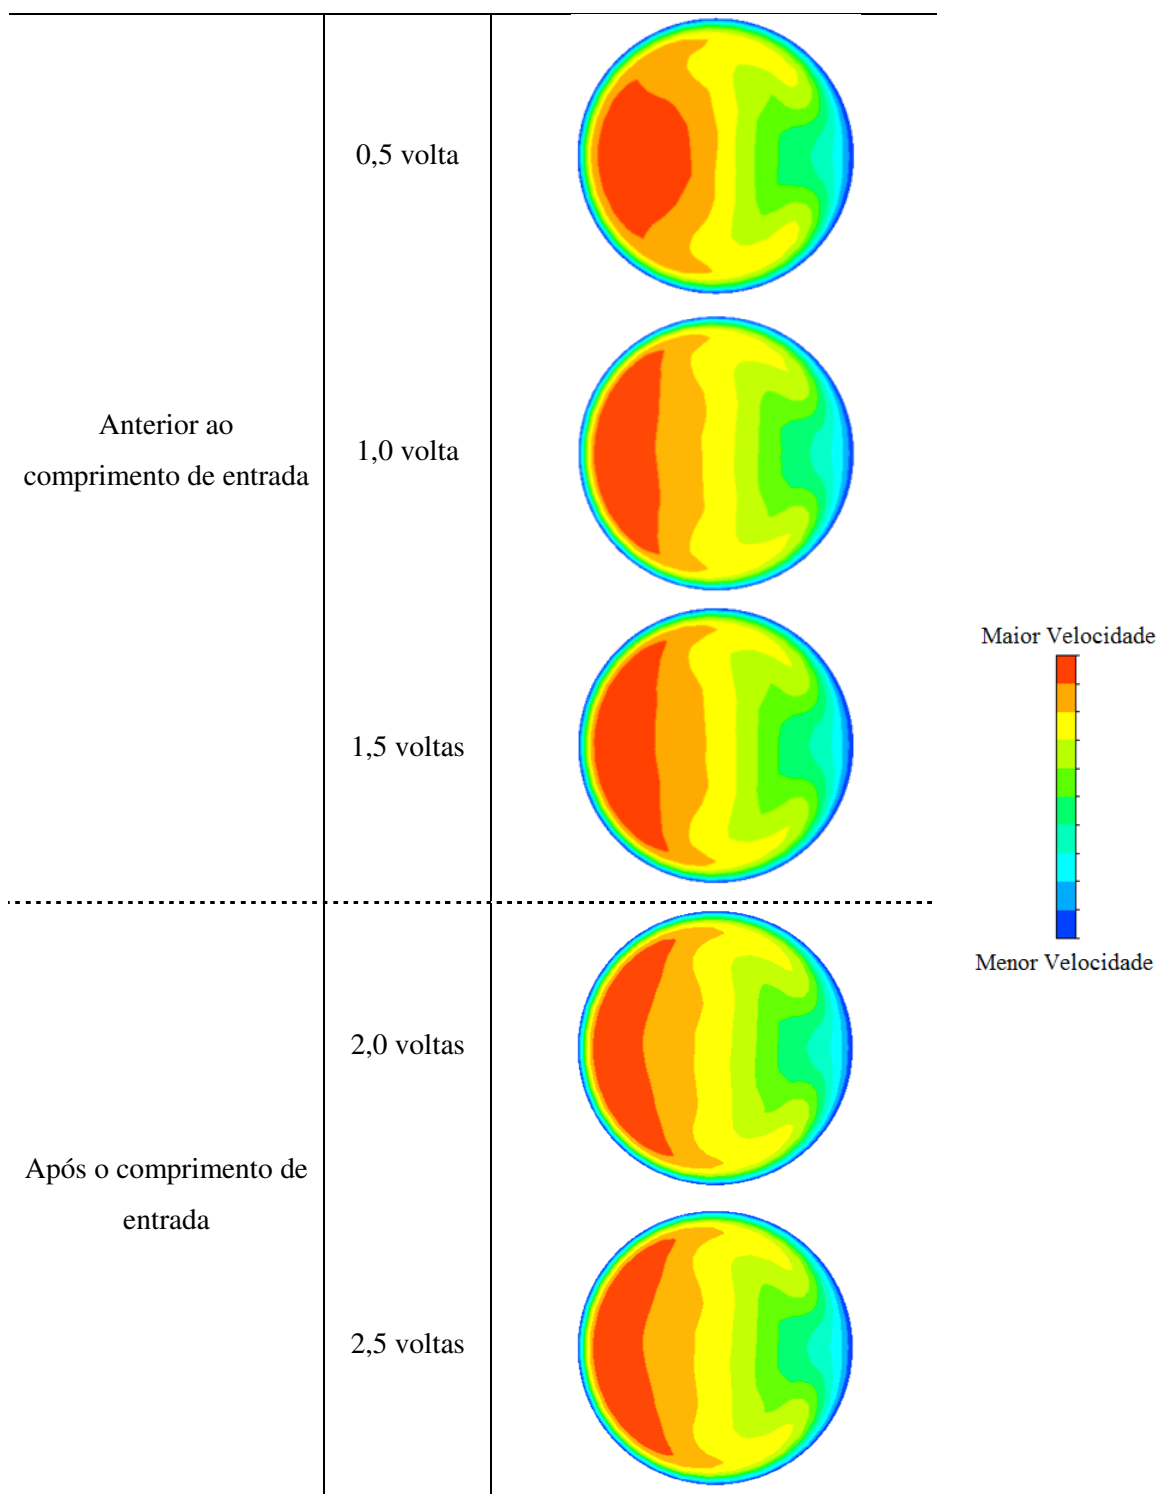 0,5 volta
Anterior ao
comprimento de entrada
1,0 volta
1,5 voltas
Maior Velocidade
Menor Velocidade
2,0 voltas
Após o comprimento de
entrada
2,5 voltas